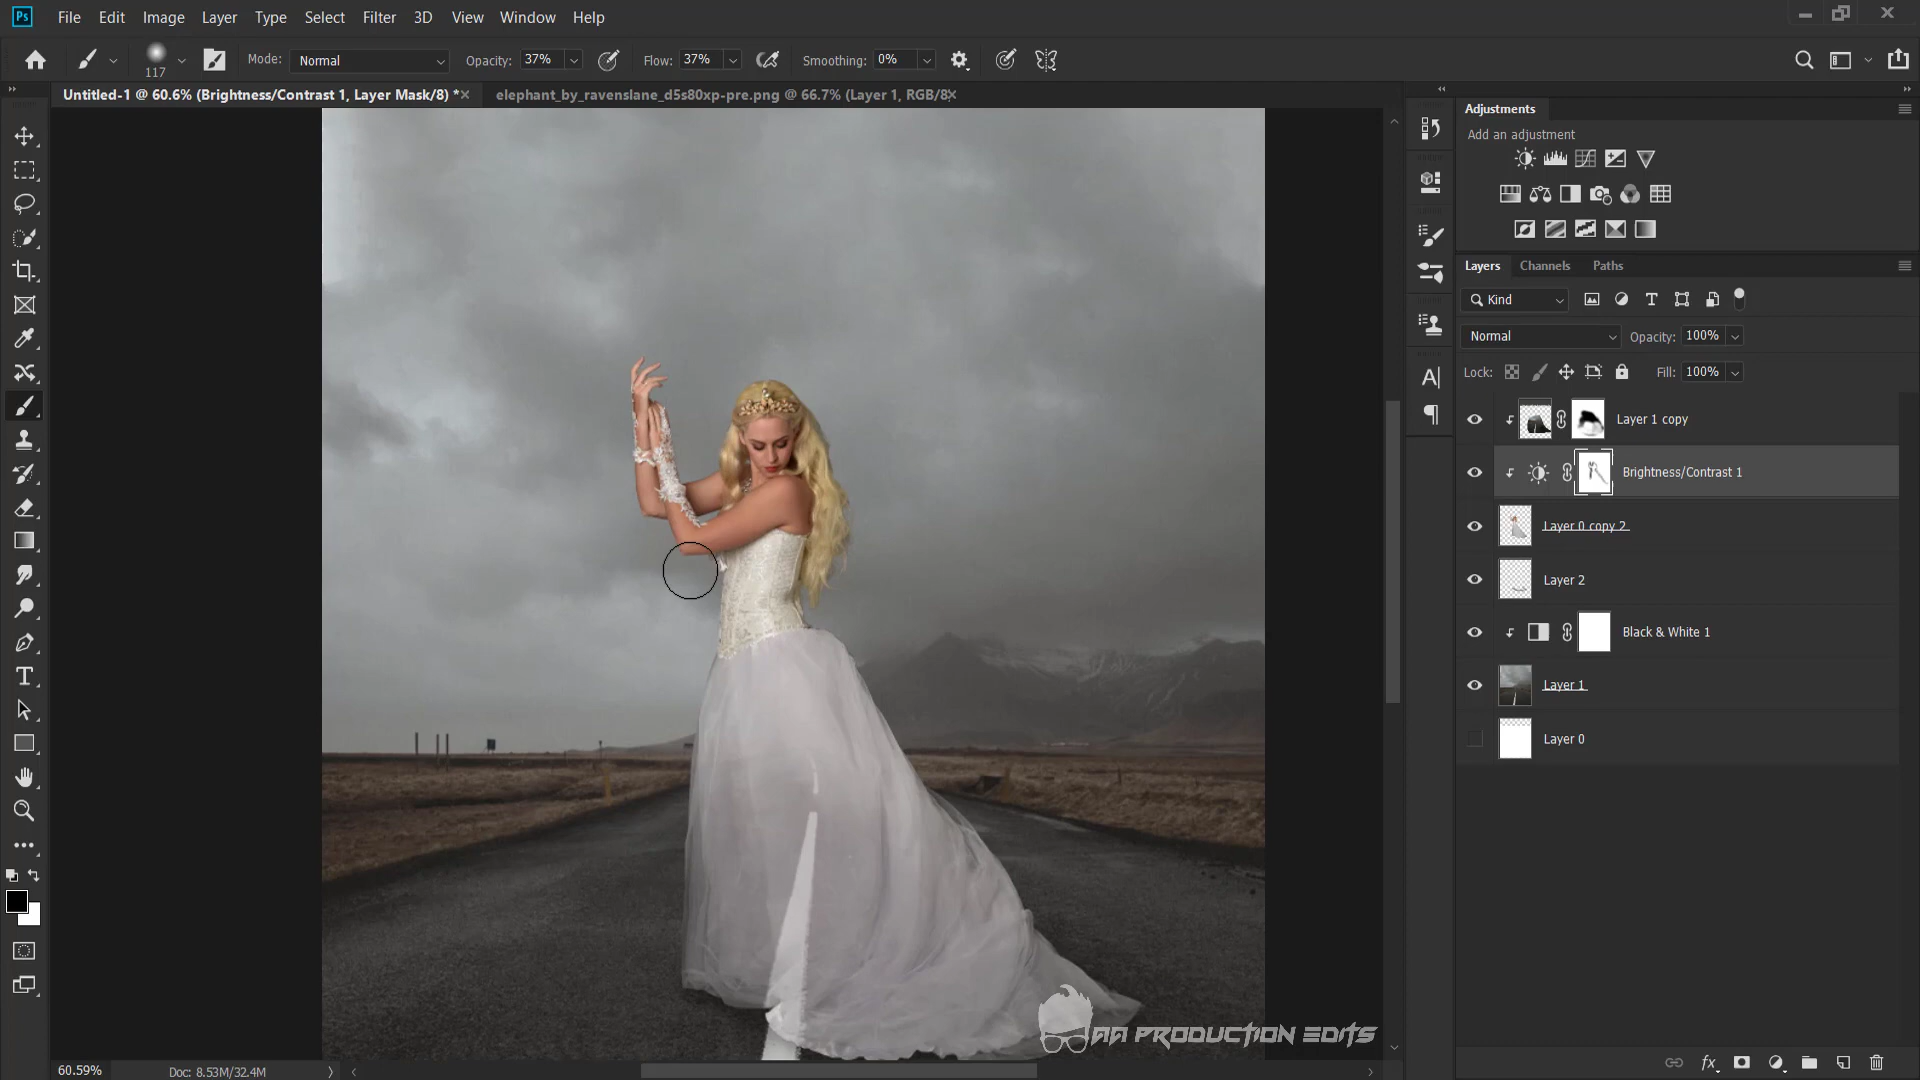 Ps File Edit Image Layer Type Select Filter 3D View Window Help
117 Mode: Normal Opacity: 37% Flow: 37% Smoothing: 0%
Untitled-1 @ 60.6% (Brightness/Contrast 1, Layer Mask/8) * elephant_by_ravenslane_d5s80xp-pre.png @ 66.7% (Layer 1, RGB/8
Adjustments
Add an adjustment
Layers Channels Paths
Kind
Normal Opacity: 100%
Lock: Fill: 100%
Layer 1 copy
Brightness/Contrast 1
Layer 0 copy 2
Layer 2
Black & White 1
Layer 1
Layer 0
AA PRODUCTION EDITS
60.59% Doc: 8.53M/32.4M
fx